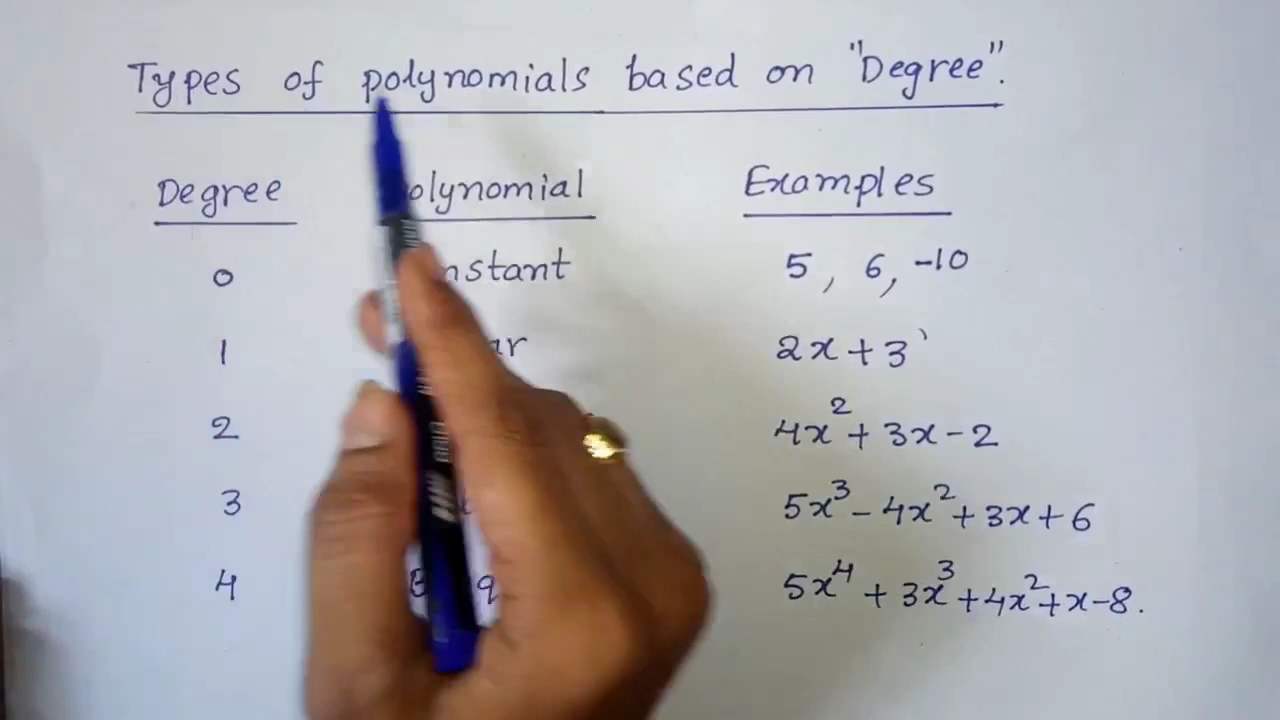 Types of polynomials based on "Degree".
Degree olynomial Examples
0 nstant 5, 6, -10
1 ar 2x + 3
2 4x² + 3x - 2
3 5x³ - 4x² + 3x + 6
4 5x⁴ + 3x³ + 4x² + x - 8.